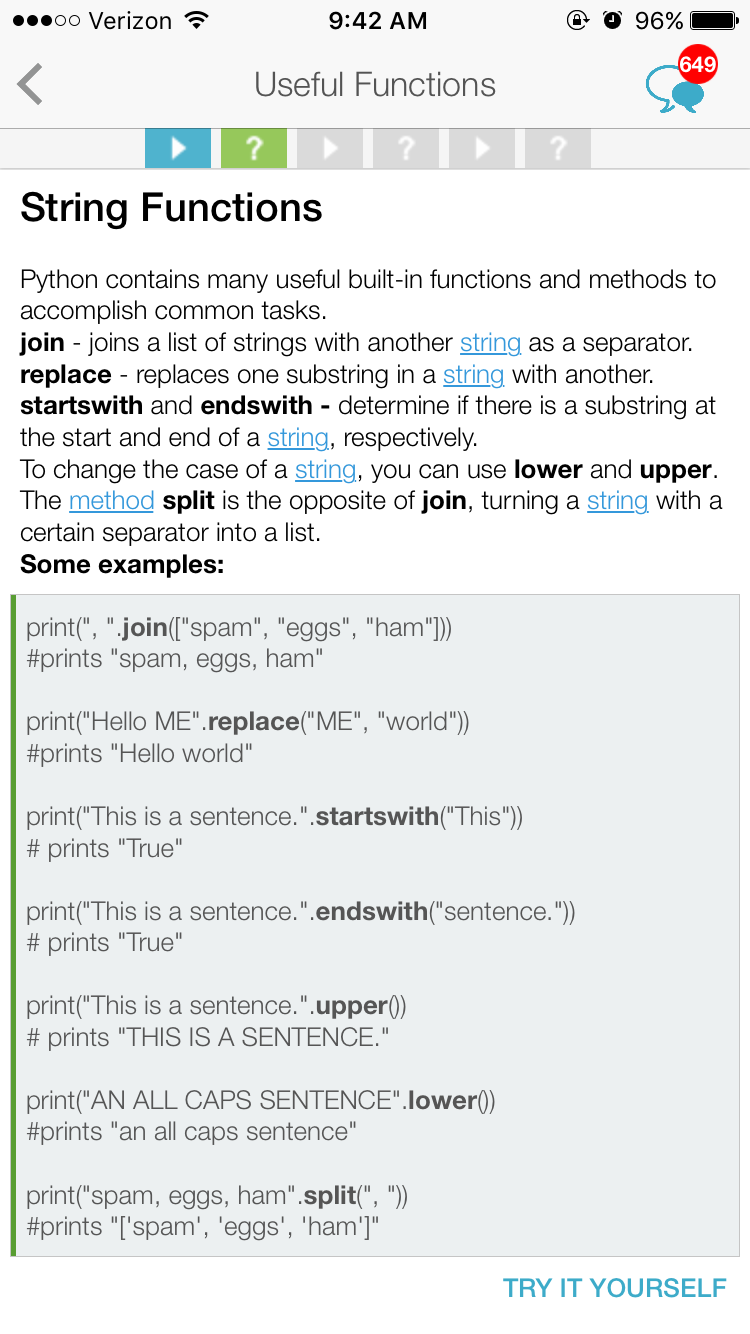 Verizon 9:42 AM 96%
Useful Functions 649
? ? ?
String Functions
Python contains many useful built-in functions and methods to
accomplish common tasks.
join - joins a list of strings with another string as a separator.
replace - replaces one substring in a string with another.
startswith and endswith - determine if there is a substring at
the start and end of a string, respectively.
To change the case of a string, you can use lower and upper.
The method split is the opposite of join, turning a string with a
certain separator into a list.
Some examples:
print(", ".join(["spam", "eggs", "ham"]))
#prints "spam, eggs, ham"
print("Hello ME".replace("ME", "world"))
#prints "Hello world"
print("This is a sentence.".startswith("This"))
# prints "True"
print("This is a sentence.".endswith("sentence."))
# prints "True"
print("This is a sentence.".upper())
# prints "THIS IS A SENTENCE."
print("AN ALL CAPS SENTENCE".lower())
#prints "an all caps sentence"
print("spam, eggs, ham".split(", "))
#prints "['spam', 'eggs', 'ham']"
TRY IT YOURSELF